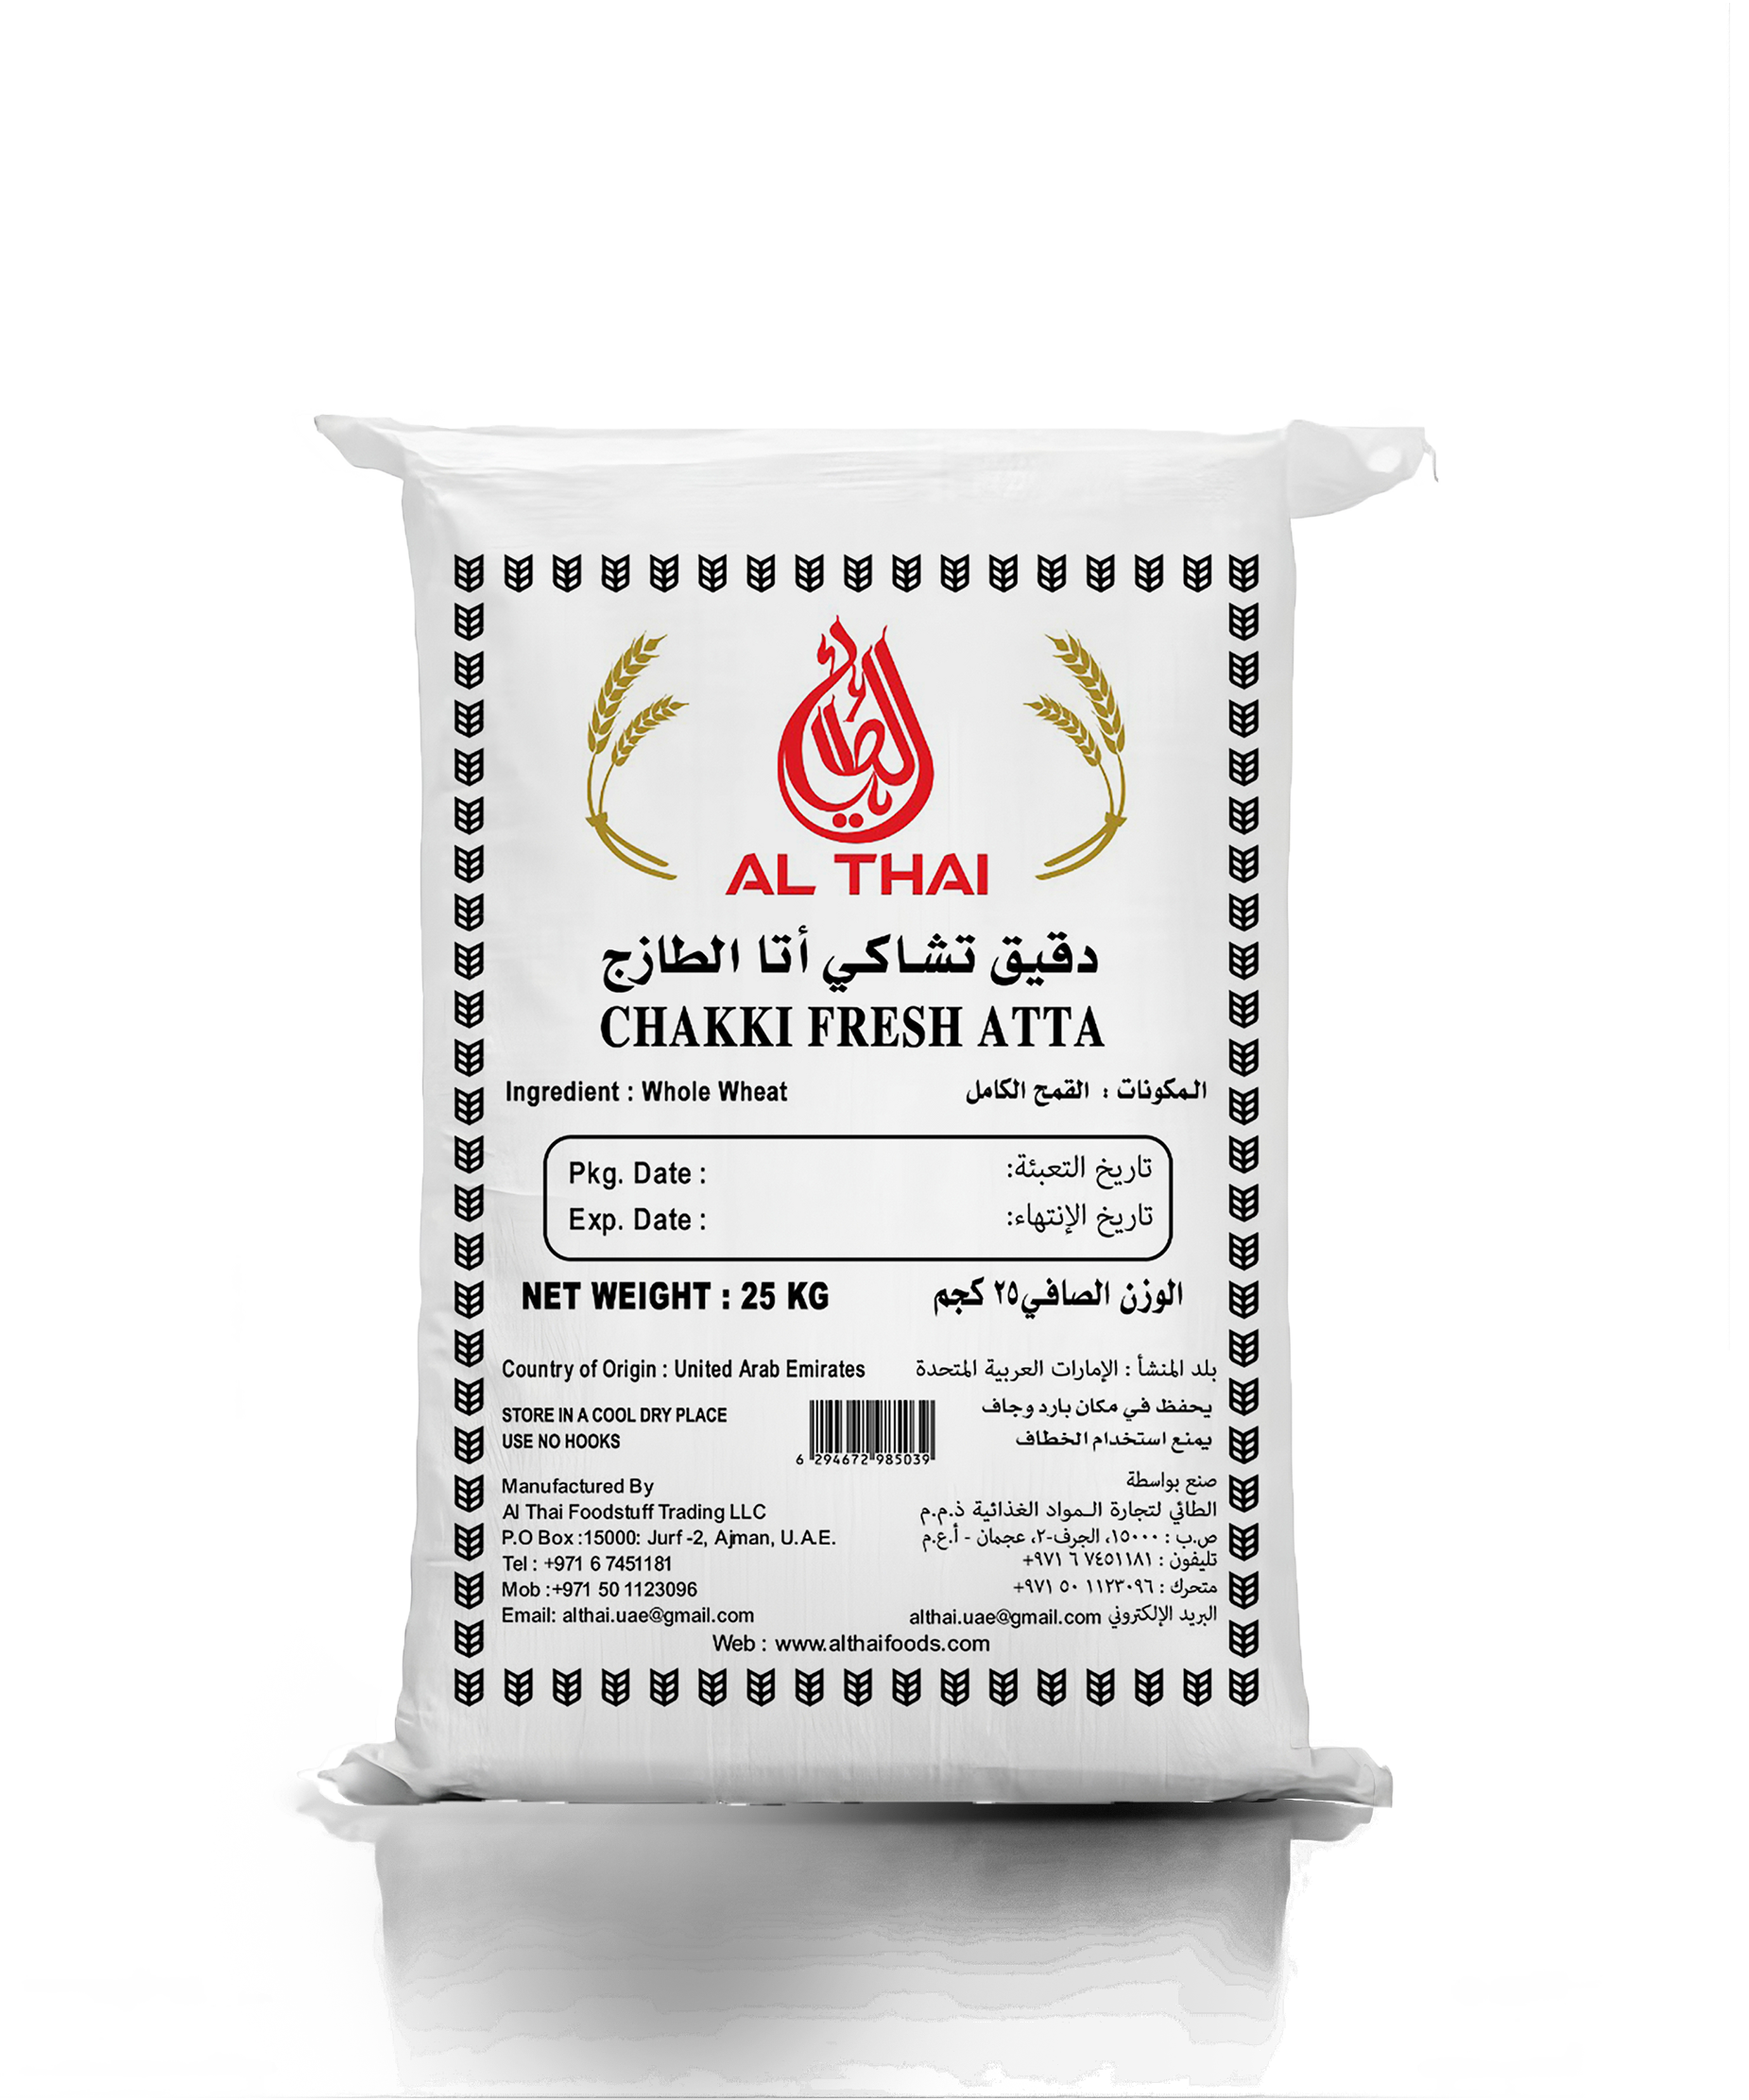 الطائي
AL THAI
دقيق تشاكي أتا الطازج
CHAKKI FRESH ATTA
Ingredient : Whole Wheat
المكونات : القمح الكامل
Pkg. Date :
تاريخ التعبئة:
Exp. Date :
تاريخ الإنتهاء:
NET WEIGHT : 25 KG
الوزن الصافي٢٥ كجم
Country of Origin : United Arab Emirates
بلد المنشأ : الإمارات العربية المتحدة
STORE IN A COOL DRY PLACE
USE NO HOOKS
يحفظ في مكان بارد وجاف
يمنع استخدام الخطاف
6 294672 985039
Manufactured By
Al Thai Foodstuff Trading LLC
P.O Box :15000: Jurf -2, Ajman, U.A.E.
Tel : +971 6 7451181
Mob :+971 50 1123096
Email: althai.uae@gmail.com
صنع بواسطة
الطائي لتجارة المواد الغذائية ذ.م.م
ص.ب : ١٥٠٠٠، الجرف-٢، عجمان - أ.ع.م
تليفون : ٧٤٥١١٨١ ٦ ٩٧١+
متحرك : ١١٢٣٠٩٦ ٥٠ ٩٧١+
البريد الإلكتروني althai.uae@gmail.com
Web : www.althaifoods.com